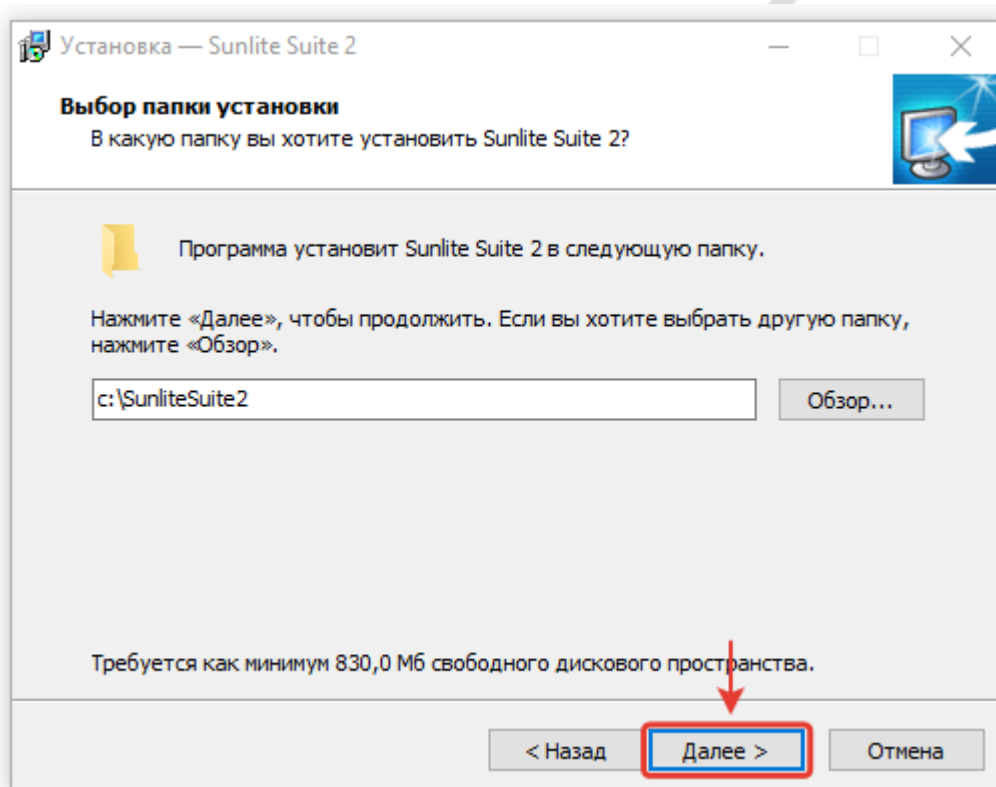 Установка — Sunlite Suite 2
Выбор папки установки
В какую папку вы хотите установить Sunlite Suite 2?
Программа установит Sunlite Suite 2 в следующую папку.
Нажмите «Далее», чтобы продолжить. Если вы хотите выбрать другую папку,
нажмите «Обзор».
c:\SunliteSuite2
Обзор...
Требуется как минимум 830,0 Мб свободного дискового пространства.
< Назад
Далее >
Отмена